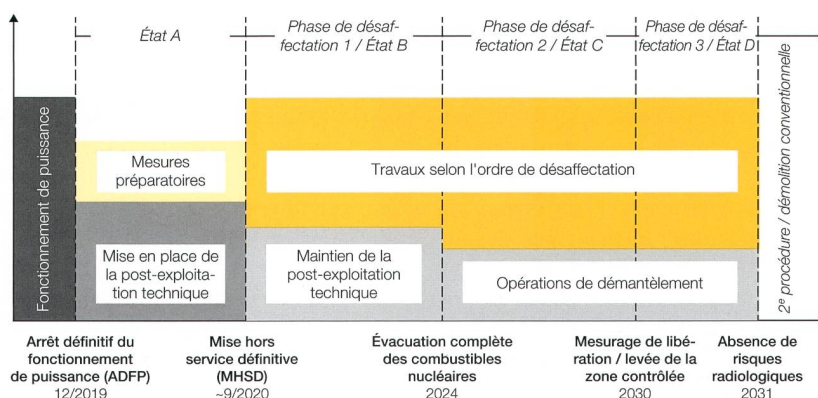 État A
Phase de désaf-
fectation 1 / État B
Phase de désaf-
fectation 2 / État C
Phase de désaf-
fectation 3 / État D
Fonctionnement de puissance
Mesures
préparatoires
Travaux selon l'ordre de désaffectation
Mise en place de
la post-exploita-
tion technique
Maintien de la
post-exploitation
technique
Opérations de démantèlement
2e procédure / démolition conventionnelle
Arrêt définitif du
fonctionnement
de puissance (ADFP)
12/2019
Mise hors
service définitive
(MHSD)
~9/2020
Évacuation complète
des combustibles
nucléaires
2024
Mesurage de libé-
ration / levée de la
zone contrôlée
2030
Absence de
risques
radiologiques
2031